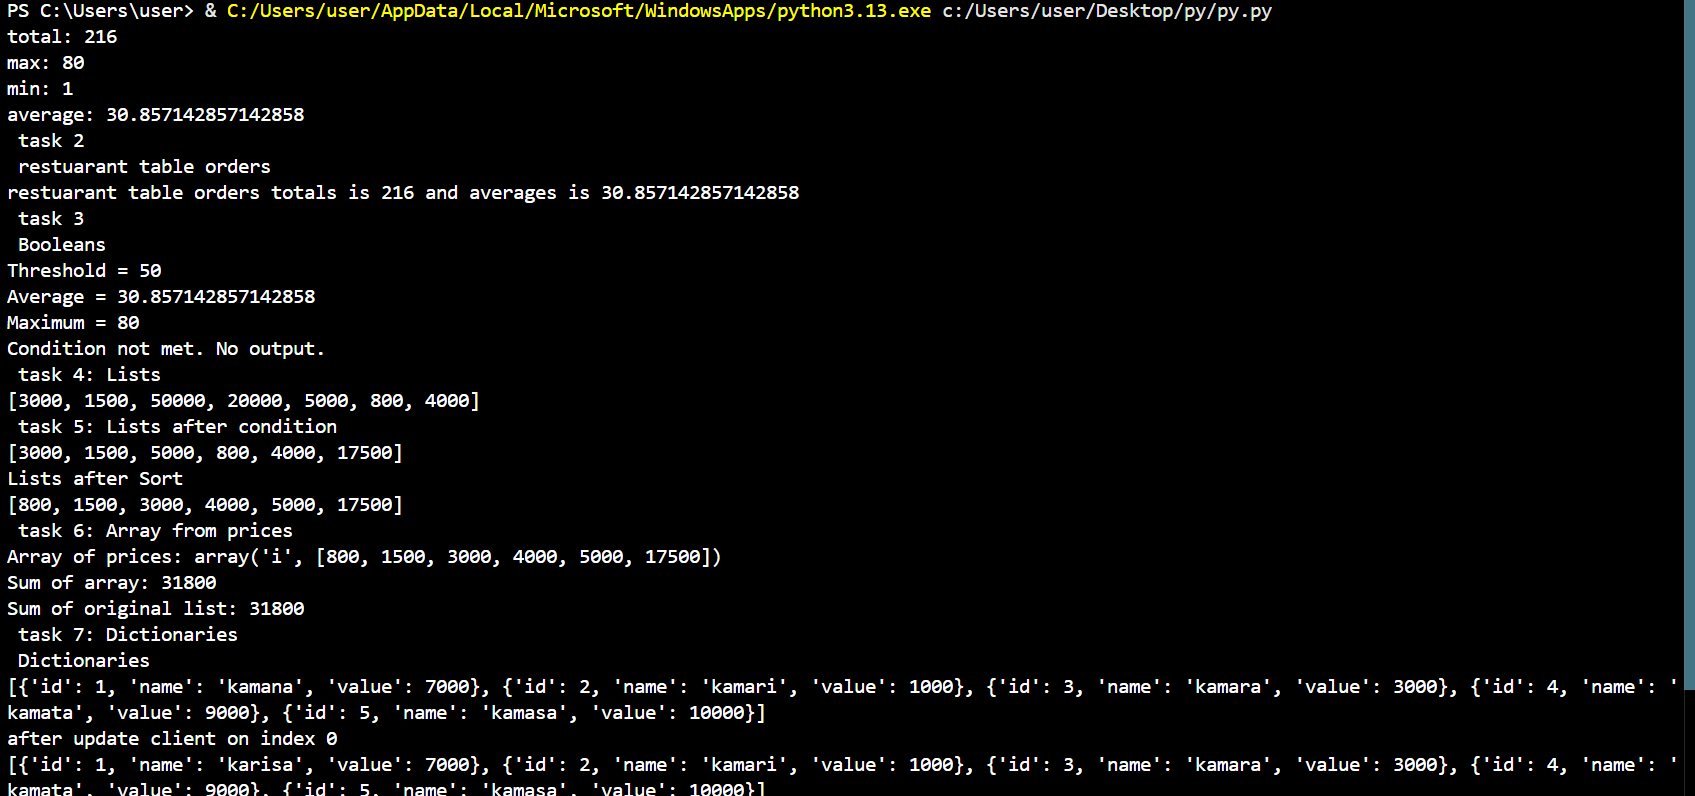 PS C:\Users\user> & C:/Users/user/AppData/Local/Microsoft/WindowsApps/python3.13.exe c:/Users/user/Desktop/py/py.py
total: 216
max: 80
min: 1
average: 30.857142857142858
 task 2
 restuarant table orders
restuarant table orders totals is 216 and averages is 30.857142857142858
 task 3
 Booleans
Threshold = 50
Average = 30.857142857142858
Maximum = 80
Condition not met. No output.
 task 4: Lists
[3000, 1500, 50000, 20000, 5000, 800, 4000]
 task 5: Lists after condition
[3000, 1500, 5000, 800, 4000, 17500]
Lists after Sort
[800, 1500, 3000, 4000, 5000, 17500]
 task 6: Array from prices
Array of prices: array('i', [800, 1500, 3000, 4000, 5000, 17500])
Sum of array: 31800
Sum of original list: 31800
 task 7: Dictionaries
 Dictionaries
[{'id': 1, 'name': 'kamana', 'value': 7000}, {'id': 2, 'name': 'kamari', 'value': 1000}, {'id': 3, 'name': 'kamara', 'value': 3000}, {'id': 4, 'name': '
kamata', 'value': 9000}, {'id': 5, 'name': 'kamasa', 'value': 10000}]
after update client on index 0
[{'id': 1, 'name': 'karisa', 'value': 7000}, {'id': 2, 'name': 'kamari', 'value': 1000}, {'id': 3, 'name': 'kamara', 'value': 3000}, {'id': 4, 'name': '
kamata', 'value': 9000}, {'id': 5, 'name': 'kamasa', 'value': 10000}]